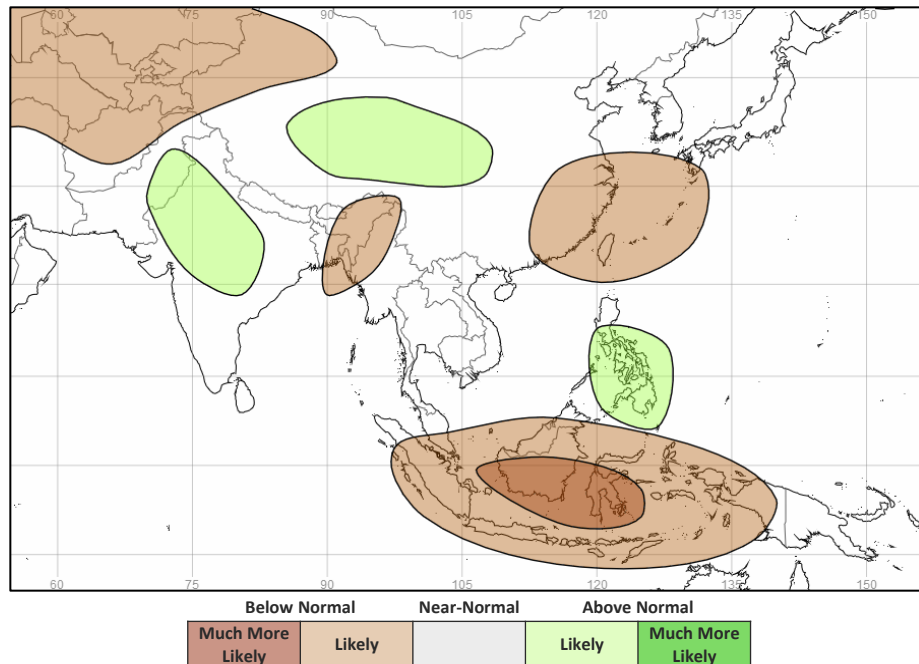 60 75 90 105 120 135 150
60 75 90 105 120 135 150
Below Normal Near-Normal Above Normal
Much More Likely Likely Much More
Likely Likely